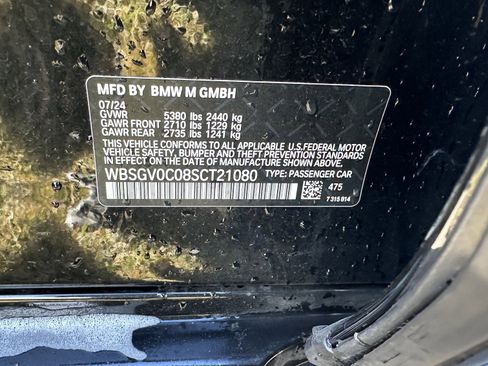 MFD BY BMW M GMBH
07/24
GVWR 5380 lbs 2440 kg
GAWR FRONT 2710 lbs 1229 kg
GAWR REAR 2735 lbs 1241 kg
THIS VEHICLE CONFORMS TO ALL APPLICABLE U.S.FEDERAL MOTOR
VEHICLE SAFETY, BUMPER, AND THEFT PREVENTION
STANDARDS IN EFFECT ON THE DATE OF
MANUFACTURE SHOWN ABOVE.
WBSGV0C08SCT21080 TYPE: PASSENGER CAR
475
7 315 814